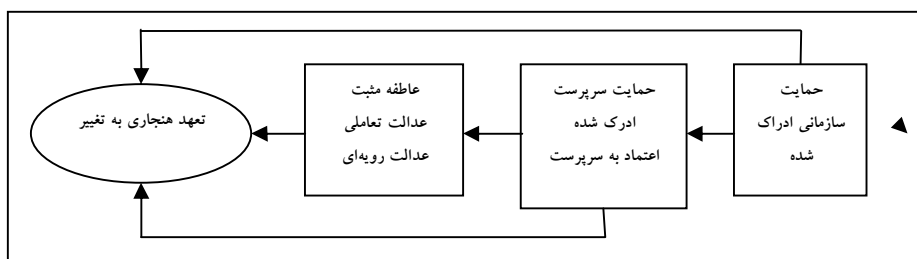 حمایت
سازمانی ادراک
شده
حمایت سرپرست
ادرک شده
اعتماد به سرپرست
عاطفه مثبت
عدالت تعاملی
عدالت رویه‌ای
تعهد هنجاری به تغییر